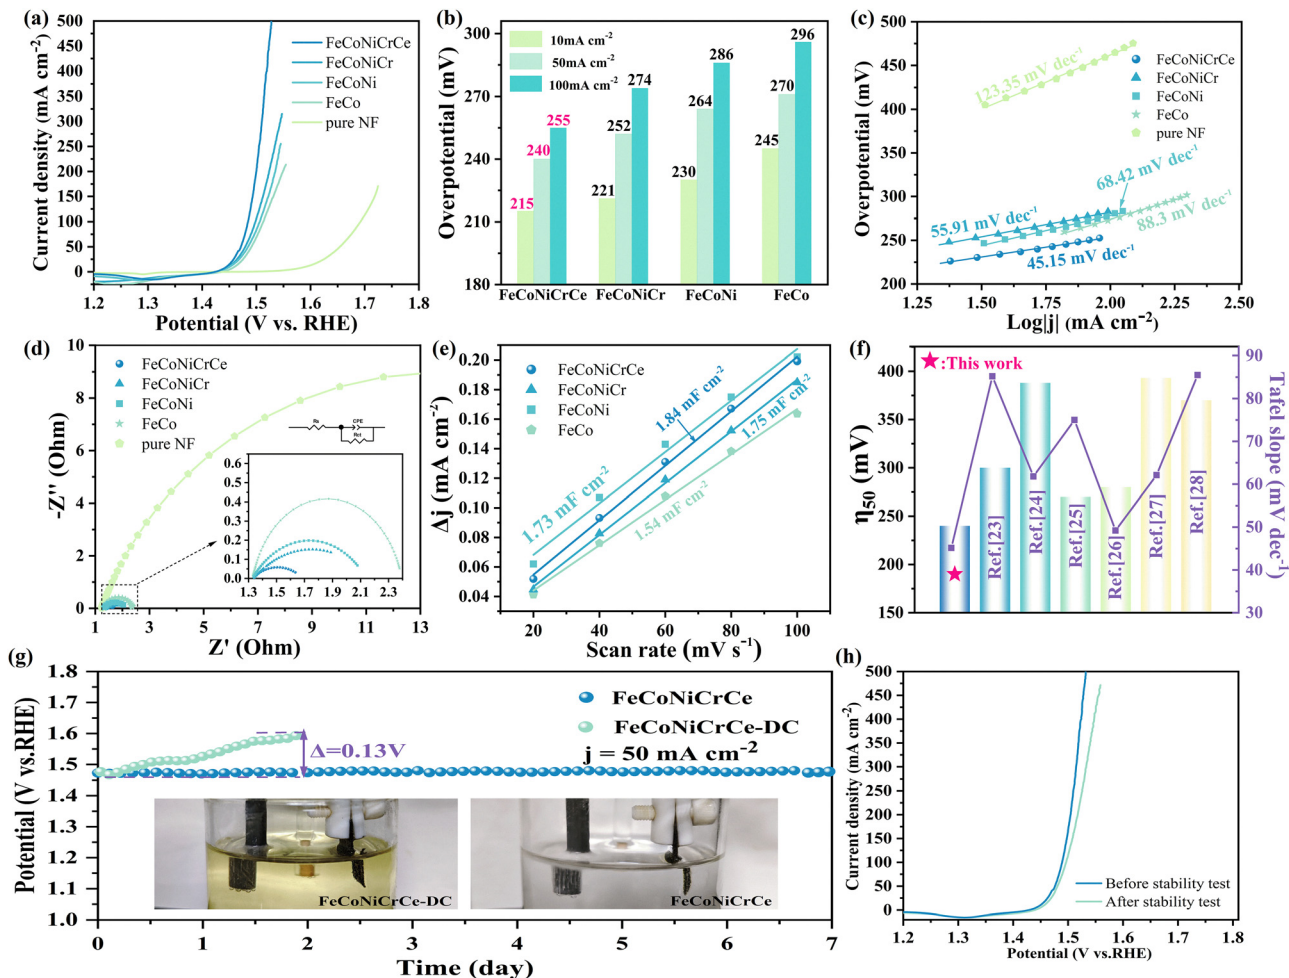 (a)
500
450
400
350
300
250
200
150
100
50
0
Current density (mA cm⁻²)
FeCoNiCrCe
FeCoNiCr
FeCoNi
FeCo
pure NF
1.2 1.3 1.4 1.5 1.6 1.7 1.8
Potential (V vs. RHE)
(b)
300
260
220
180
Overpotential (mV)
10mA cm⁻²
50mA cm⁻²
100mA cm⁻²
215 240 255
221 252 274
230 264 286
245 270 296
FeCoNiCrCe FeCoNiCr FeCoNi FeCo
(c)
500
450
400
350
300
250
200
Overpotential (mV)
123.35 mV dec⁻¹
FeCoNiCrCe
FeCoNiCr
FeCoNi
FeCo
pure NF
68.42 mV dec⁻¹
55.91 mV dec⁻¹
88.3 mV dec⁻¹
45.15 mV dec⁻¹
1.25 1.50 1.75 2.00 2.25 2.50
Log|j| (mA cm⁻²)
(d)
10
8
6
4
2
0
-Z'' (Ohm)
FeCoNiCrCe
FeCoNiCr
FeCoNi
FeCo
pure NF
Rs
CPE
Rct
0.6
0.5
0.4
0.3
0.2
0.1
0.0
1.3 1.5 1.7 1.9 2.1 2.3
1 3 5 7 9 11 13
Z' (Ohm)
(e)
0.20
0.18
0.16
0.14
0.12
0.10
0.08
0.06
0.04
Δj (mA cm⁻²)
FeCoNiCrCe
FeCoNiCr
FeCoNi
FeCo
1.84 mF cm⁻²
1.75 mF cm⁻²
1.73 mF cm⁻²
1.54 mF cm⁻²
20 40 60 80 100
Scan rate (mV s⁻¹)
(f)
:This work
400
350
300
250
200
150
η₅₀ (mV)
Ref.[23]
Ref.[24]
Ref.[25]
Ref.[26]
Ref.[27]
Ref.[28]
90
80
70
60
50
40
30
Tafel slope (mV dec⁻¹)
(g)
1.8
1.7
1.6
1.5
1.4
1.3
1.2
1.1
1.0
Potential (V vs.RHE)
FeCoNiCrCe
FeCoNiCrCe-DC
j = 50 mA cm⁻²
Δ=0.13V
FeCoNiCrCe-DC
FeCoNiCrCe
0 1 2 3 4 5 6 7
Time (day)
(h)
500
450
400
350
300
250
200
150
100
50
0
Current density (mA cm⁻²)
Before stability test
After stability test
1.2 1.3 1.4 1.5 1.6 1.7 1.8
Potential (V vs.RHE)